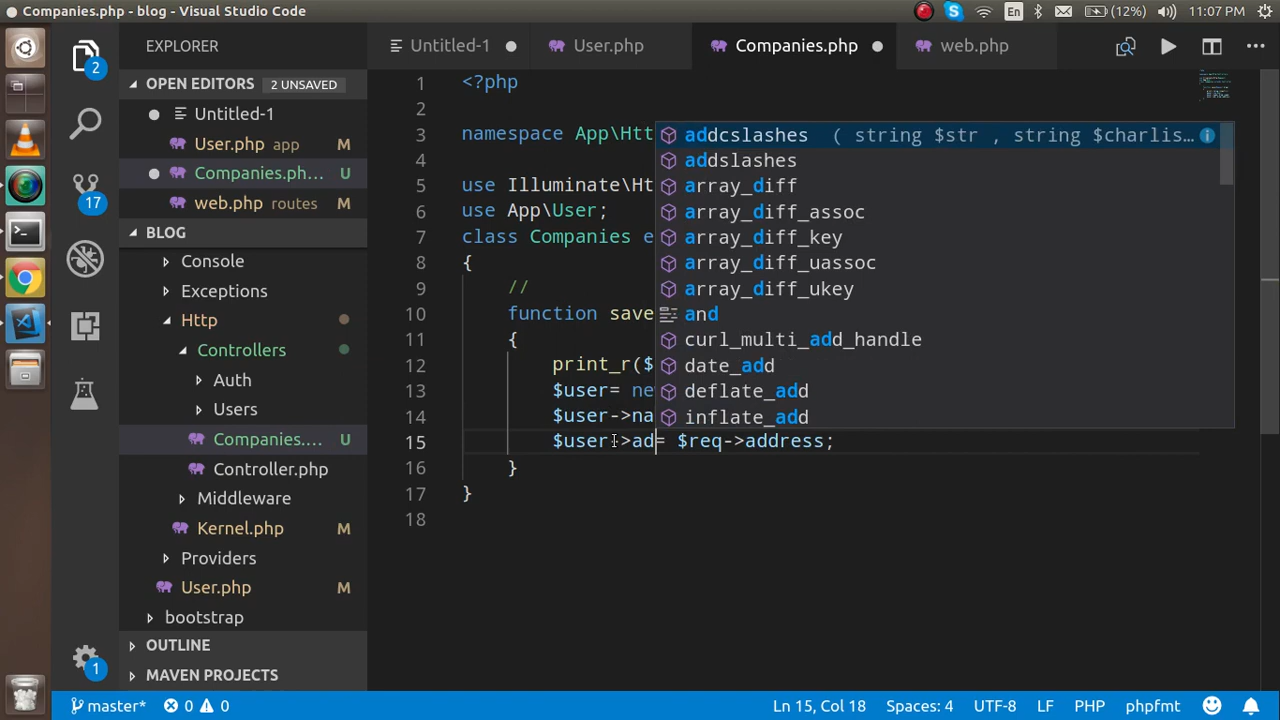 Companies.php - blog - Visual Studio Code
En
(12%)
11:07 PM
EXPLORER
Untitled-1
User.php
Companies.php
web.php
2
OPEN EDITORS 2 UNSAVED
Untitled-1
User.php app M
Companies.ph... U
web.php routes M
17
BLOG
Console
Exceptions
Http
Controllers
Auth
Users
Companies.... U
Controller.php
Middleware
Kernel.php M
Providers
User.php M
bootstrap
OUTLINE
MAVEN PROJECTS
1
1 <?php
2
3 namespace App\Htt
4
5 use Illuminate\Ht
6 use App\User;
7 class Companies e
8 {
9 //
10 function save
11 {
12 print_r($
13 $user= ne
14 $user->na
15 $user->ad= $req->address;
16 }
17 }
18
addcslashes ( string $str , string $charlis...
addslashes
array_diff
array_diff_assoc
array_diff_key
array_diff_uassoc
array_diff_ukey
and
curl_multi_add_handle
date_add
deflate_add
inflate_add
master* 0 0 Ln 15, Col 18 Spaces: 4 UTF-8 LF PHP phpfmt